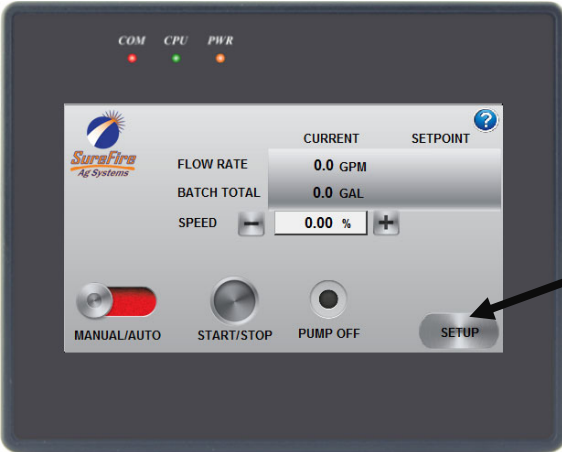 COM CPU PWR
?
SureFire
Ag Systems
CURRENT SETPOINT
FLOW RATE 0.0 GPM
BATCH TOTAL 0.0 GAL
SPEED − 0.00 % +
MANUAL/AUTO START/STOP PUMP OFF SETUP